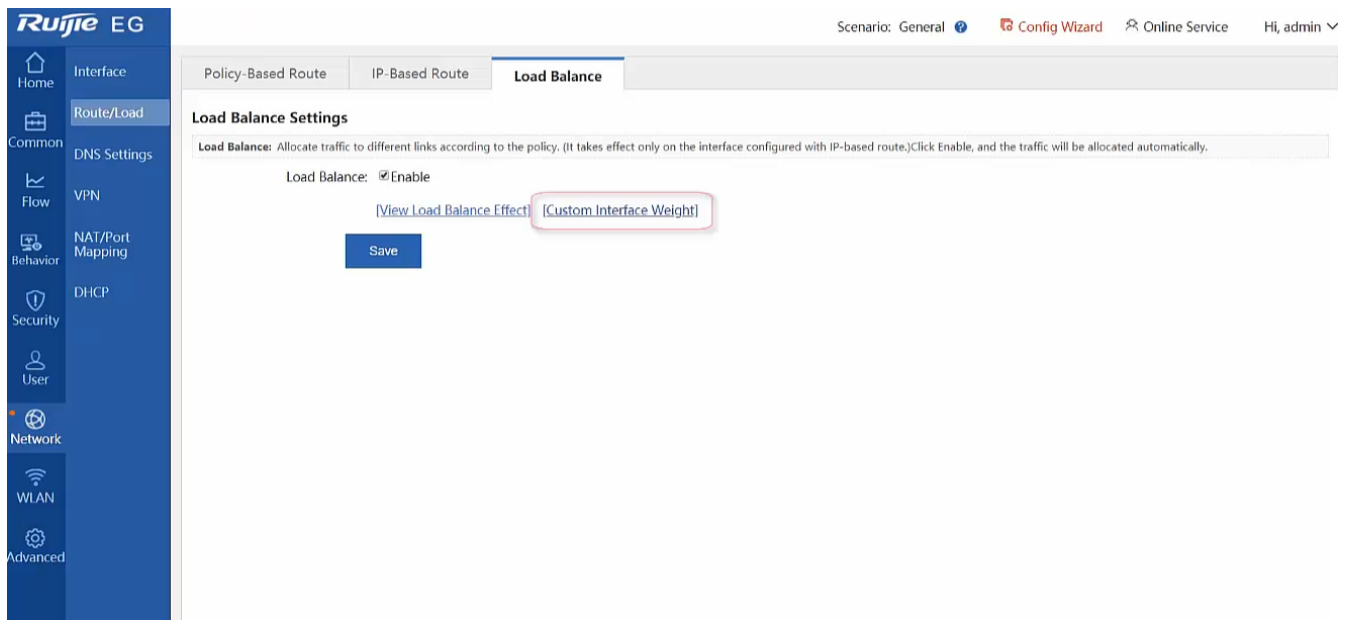 Ruijie EG
Scenario: General ? Config Wizard Online Service Hi, admin
Home
Common
Flow
Behavior
Security
User
Network
WLAN
Advanced
Interface
Route/Load
DNS Settings
VPN
NAT/Port
Mapping
DHCP
Policy-Based Route IP-Based Route Load Balance
Load Balance Settings
Load Balance: Allocate traffic to different links according to the policy. (It takes effect only on the interface configured with IP-based route.)Click Enable, and the traffic will be allocated automatically.
Load Balance: Enable
[View Load Balance Effect] [Custom Interface Weight]
Save